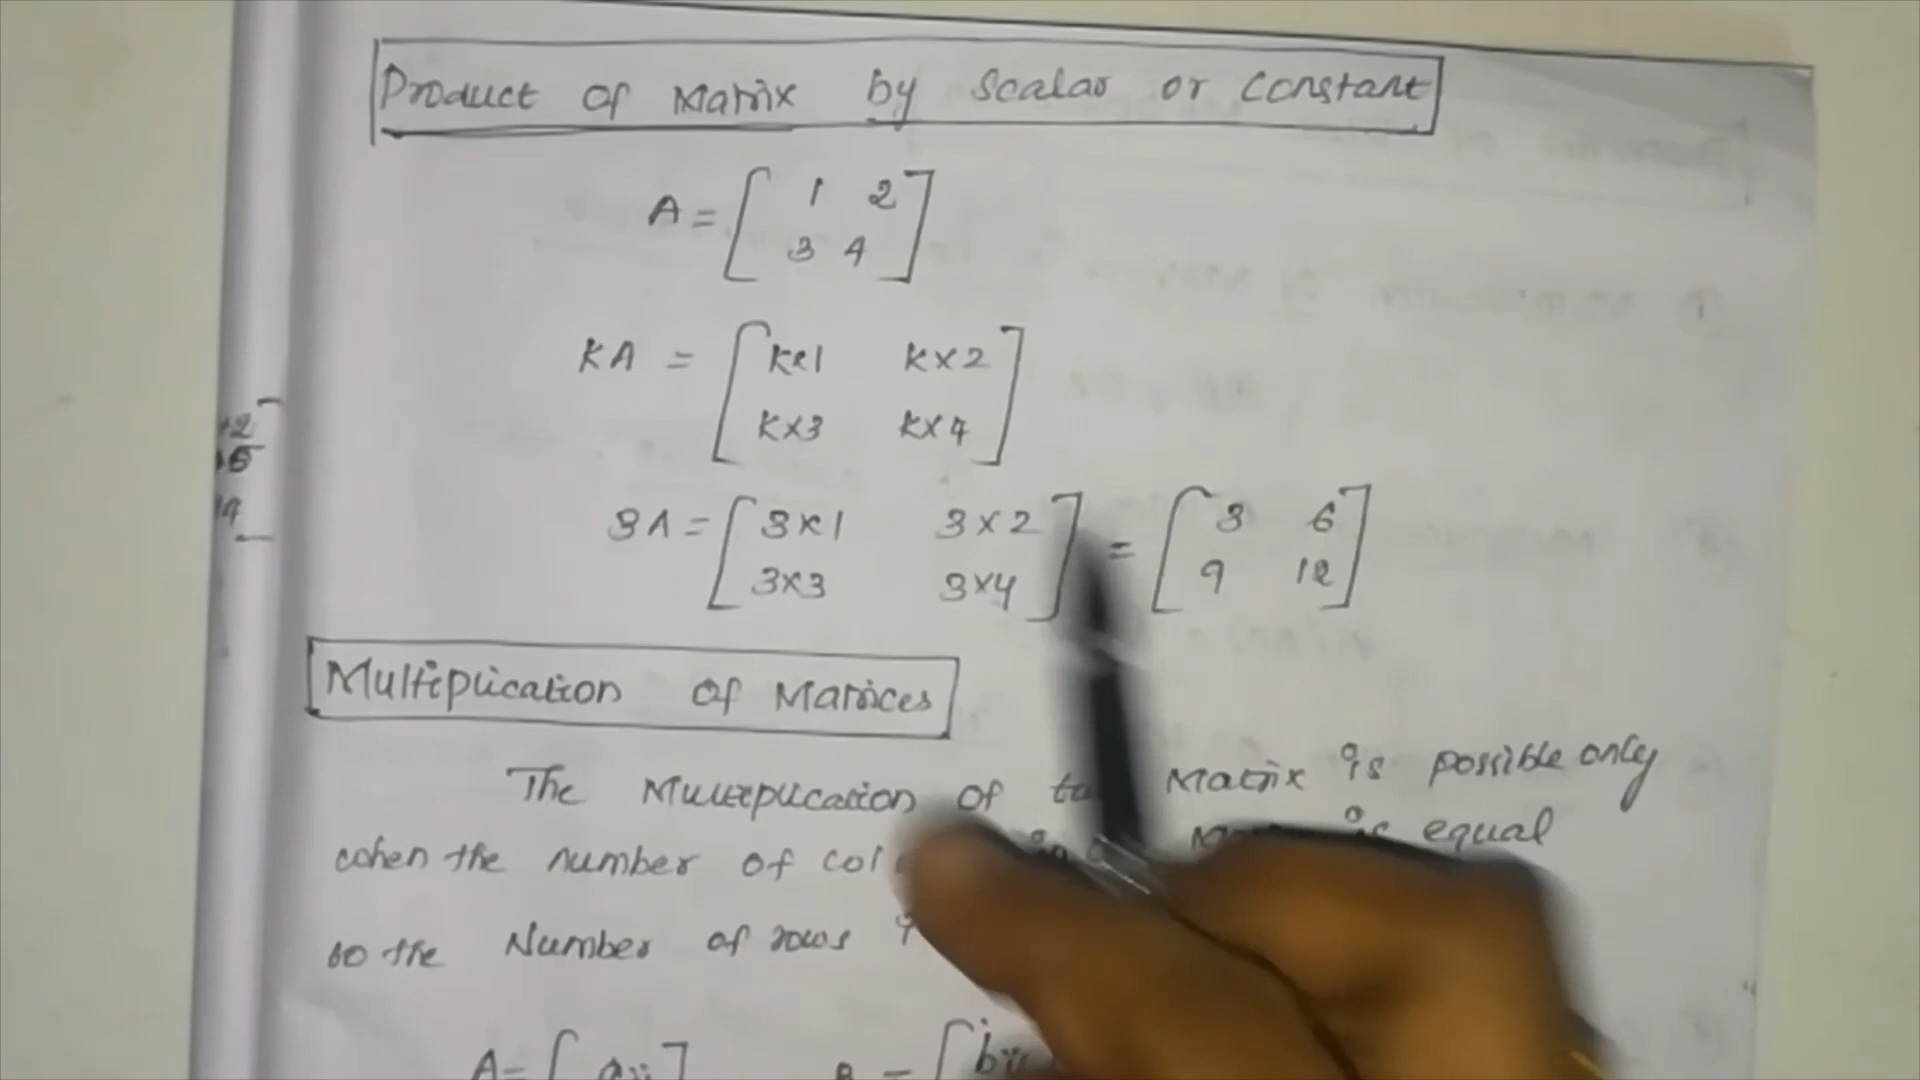 Product of Matrix by Scalar or Constant
A = [ 1 2
3 4 ]
KA = [ K×1 K×2
K×3 K×4 ]
3A = [ 3×1 3×2
3×3 3×4 ] = [ 3 6
9 12 ]
Multiplication of Matrices
The Multiplication of Matrix is possible only
when the number of is equal
to the Number of rows
A = [ aij ] B = [ bij